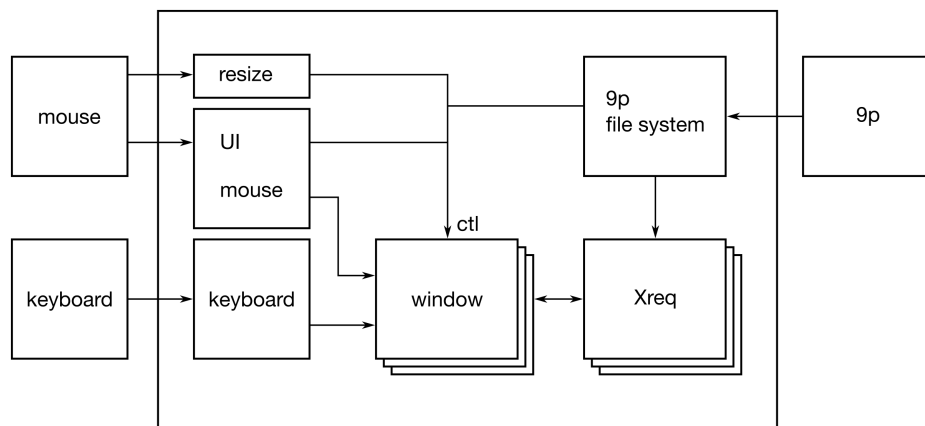 resize
mouse
UI
mouse
9p
file system
9p
ctl
keyboard
keyboard
window
Xreq